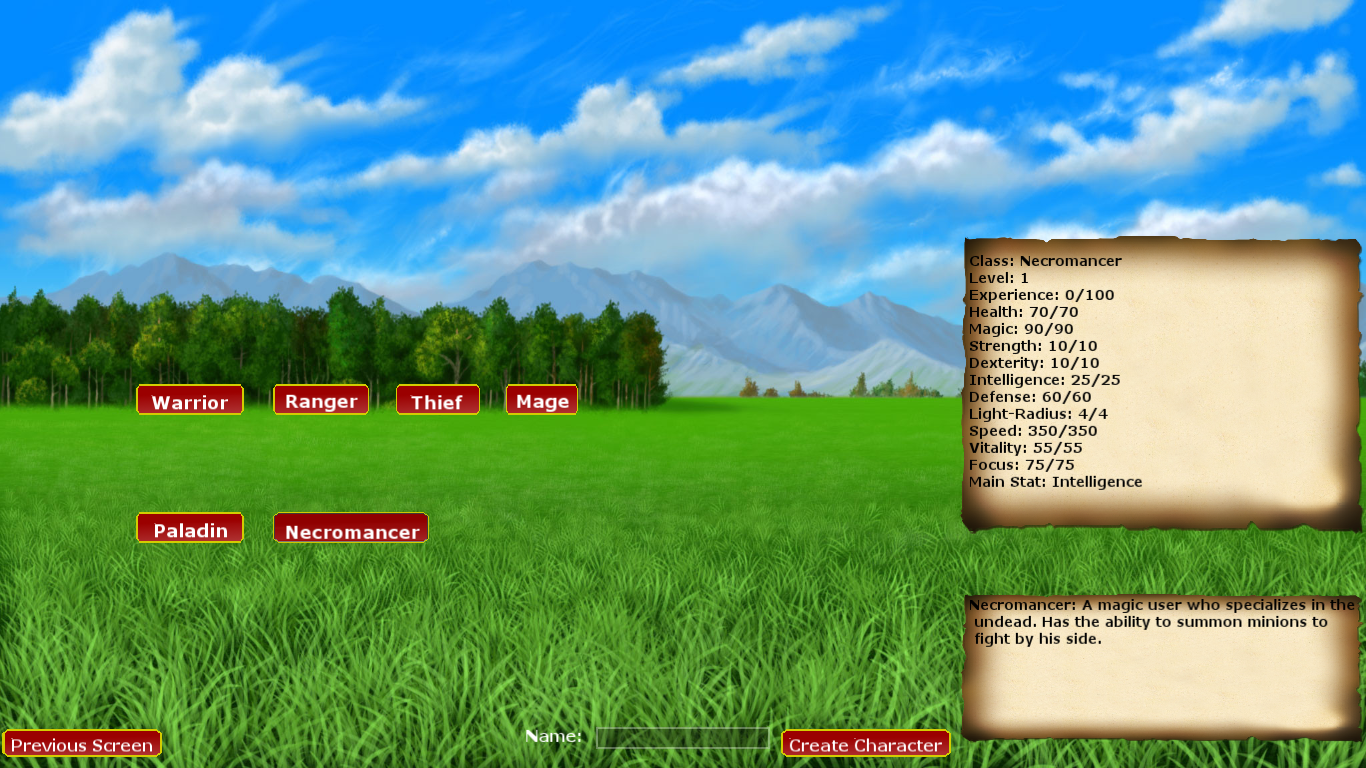 Class: Necromancer
Level: 1
Experience: 0/100
Health: 70/70
Magic: 90/90
Strength: 10/10
Dexterity: 10/10
Intelligence: 25/25
Defense: 60/60
Light-Radius: 4/4
Speed: 350/350
Vitality: 55/55
Focus: 75/75
Main Stat: Intelligence
Warrior
Ranger
Thief
Mage
Paladin
Necromancer
Necromancer: A magic user who specializes in the
undead. Has the ability to summon minions to
fight by his side.
Previous Screen
Name:
Create Character